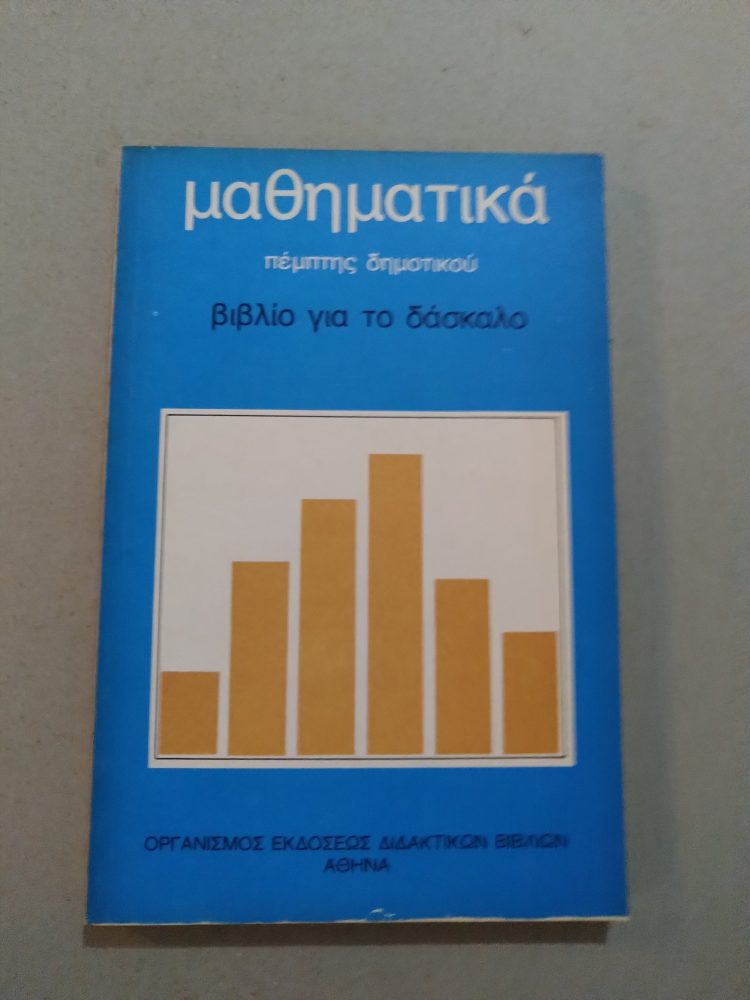 μαθηματικά
πέμπτης δημοτικού
βιβλίο για το δάσκαλο
ΟΡΓΑΝΙΣΜΟΣ ΕΚΔΟΣΕΩΣ ΔΙΔΑΚΤΙΚΩΝ ΒΙΒΛΙΩΝ
ΑΘΗΝΑ